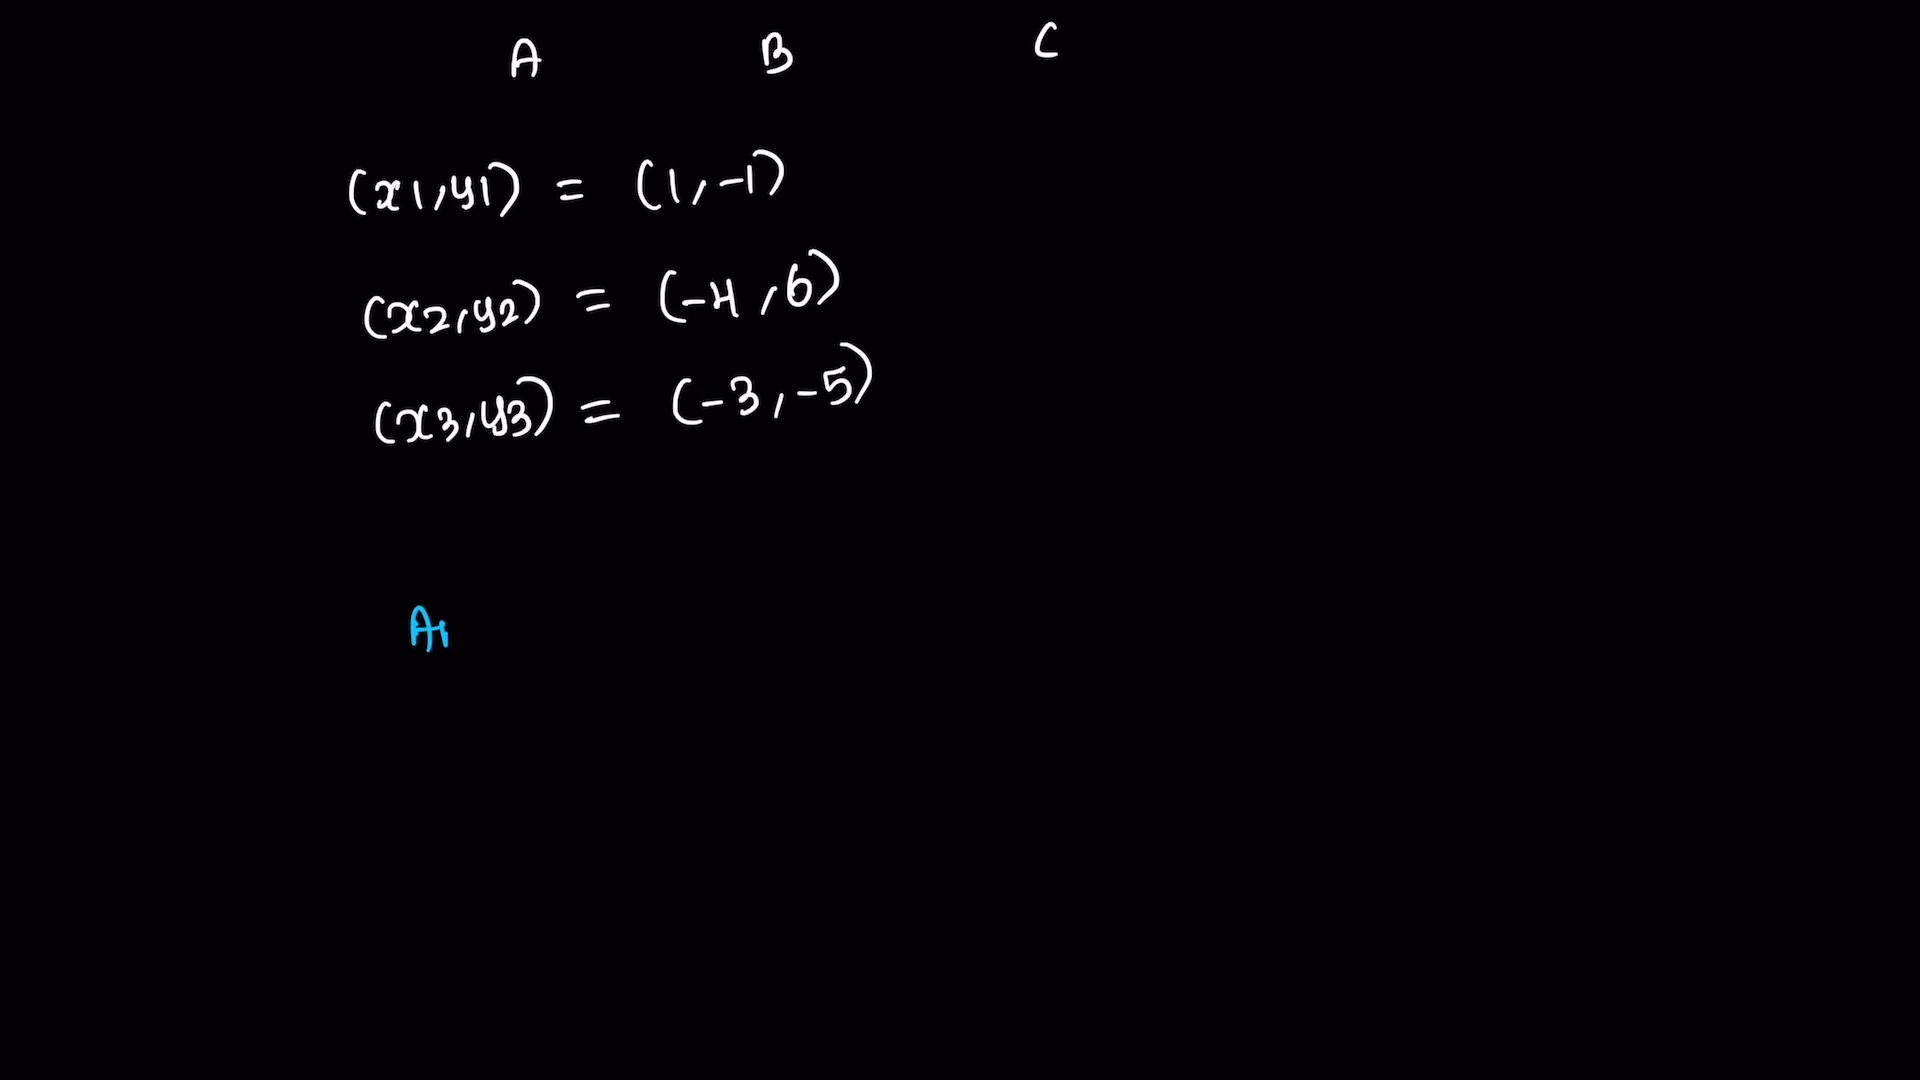 A B C
(x1,y1) = (1,-1)
(x2,y2) = (-4,6)
(x3,y3) = (-3,-5)